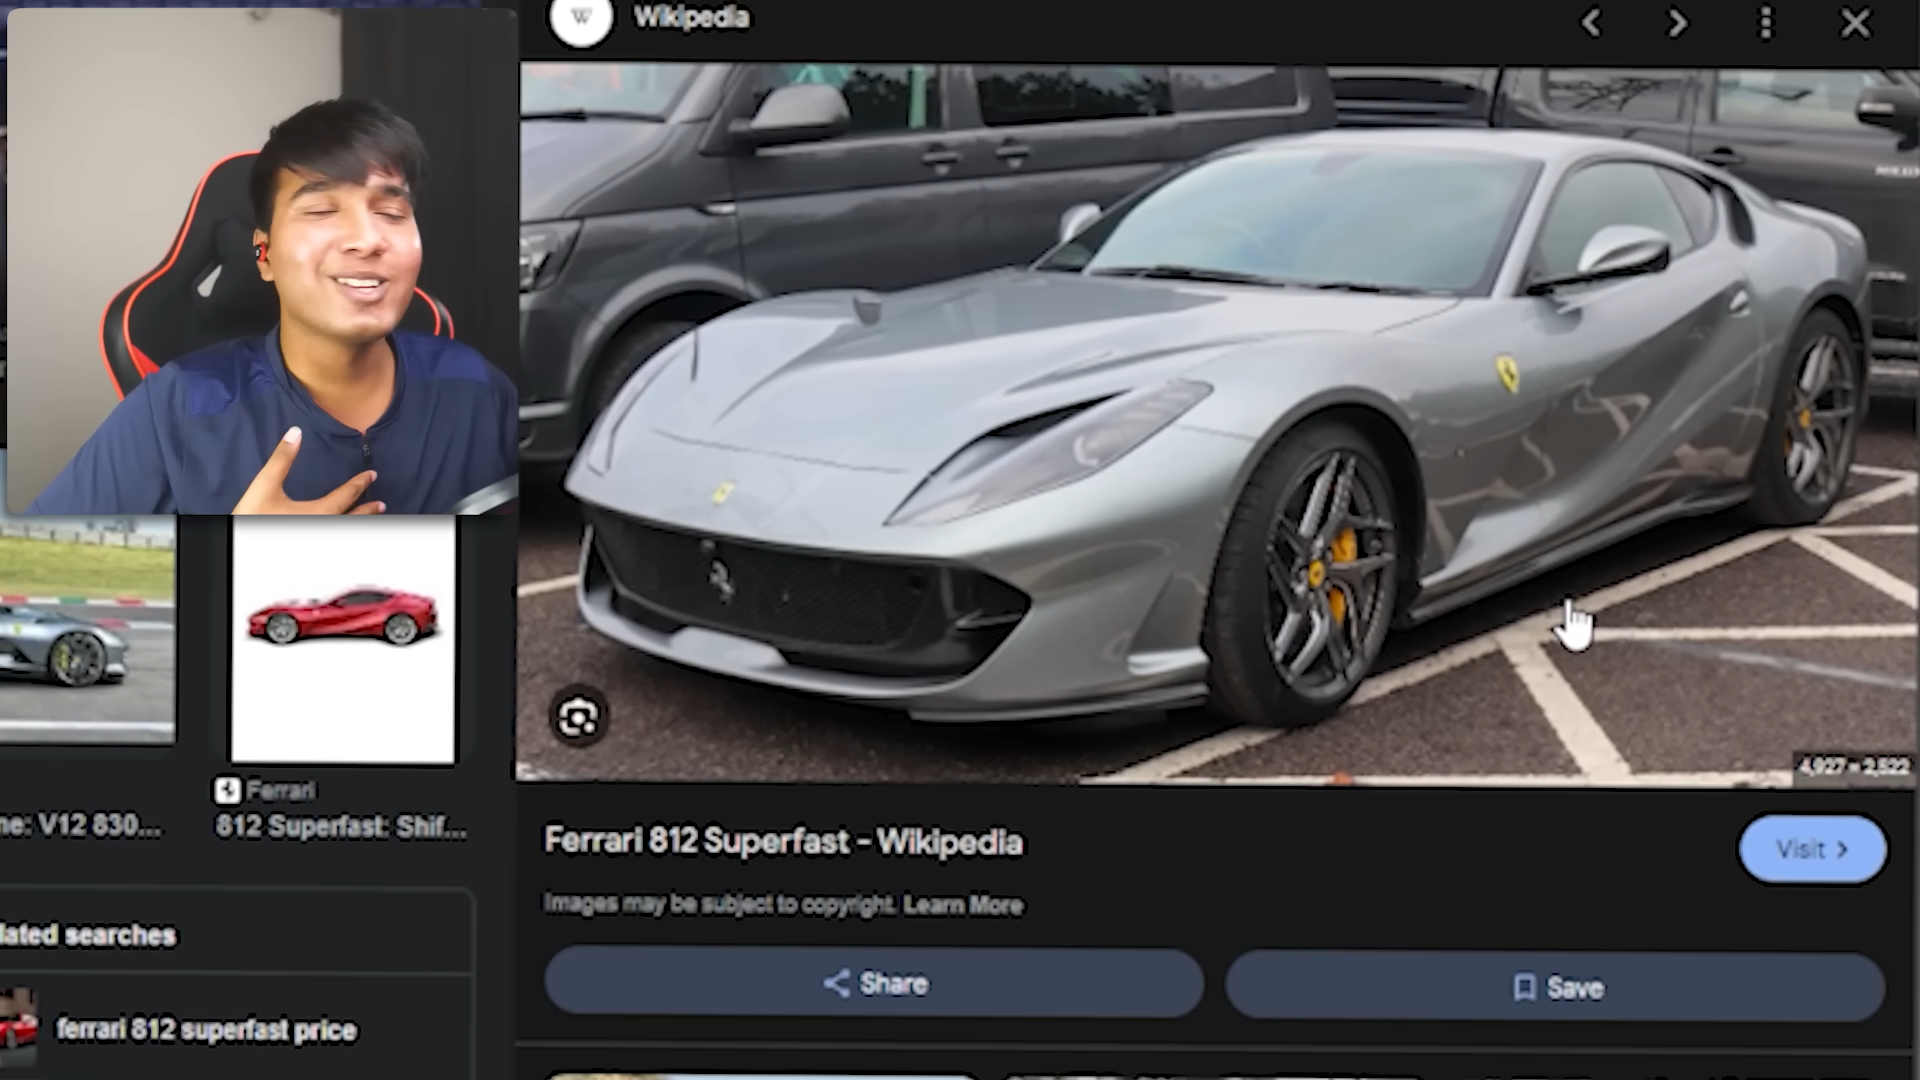 Wikipedia
4,927 × 2,522
Ferrari
ne: V12 830...
812 Superfast: Shif...
Ferrari 812 Superfast - Wikipedia
Visit
Images may be subject to copyright. Learn More
lated searches
Share
Save
ferrari 812 superfast price